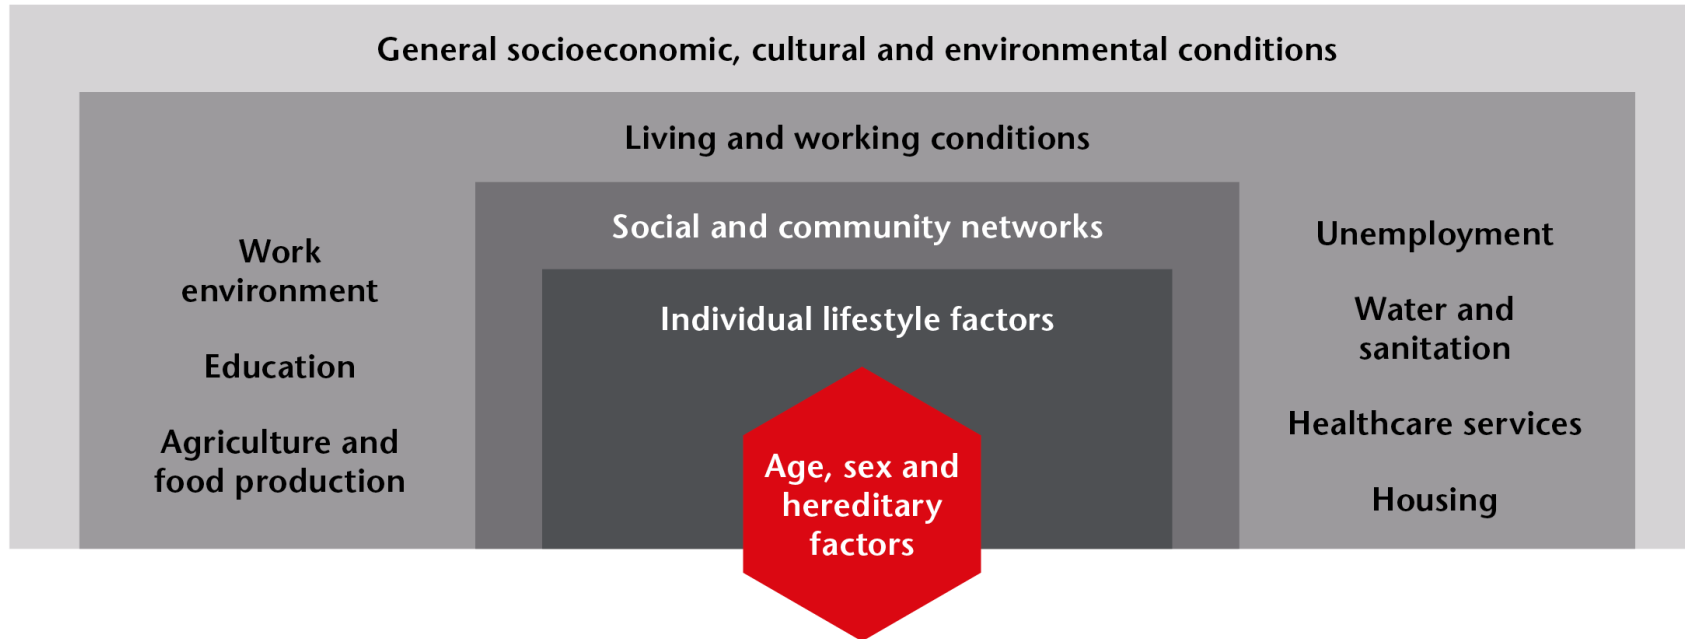 General socioeconomic, cultural and environmental conditions
Living and working conditions
Social and community networks
Individual lifestyle factors
Age, sex and
hereditary
factors
Work
environment
Education
Agriculture and
food production
Unemployment
Water and
sanitation
Healthcare services
Housing